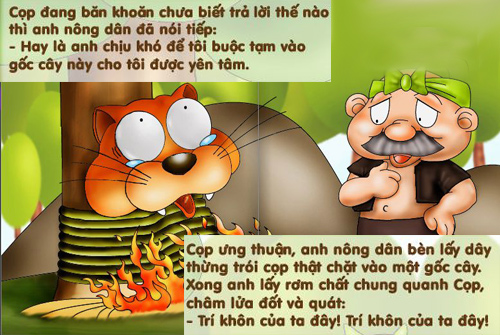 Cọp đang băn khoăn chưa biết trả lời thế nào
thì anh nông dân đã nói tiếp:
- Hay là anh chịu khó để tôi buộc tạm vào
gốc cây này cho tôi được yên tâm.
Cọp ưng thuận, anh nông dân bèn lấy dây
thừng trói cọp thật chặt vào một gốc cây.
Xong anh lấy rơm chất chung quanh Cọp,
châm lửa đốt và quát:
- Trí khôn của ta đây! Trí khôn của ta đây!